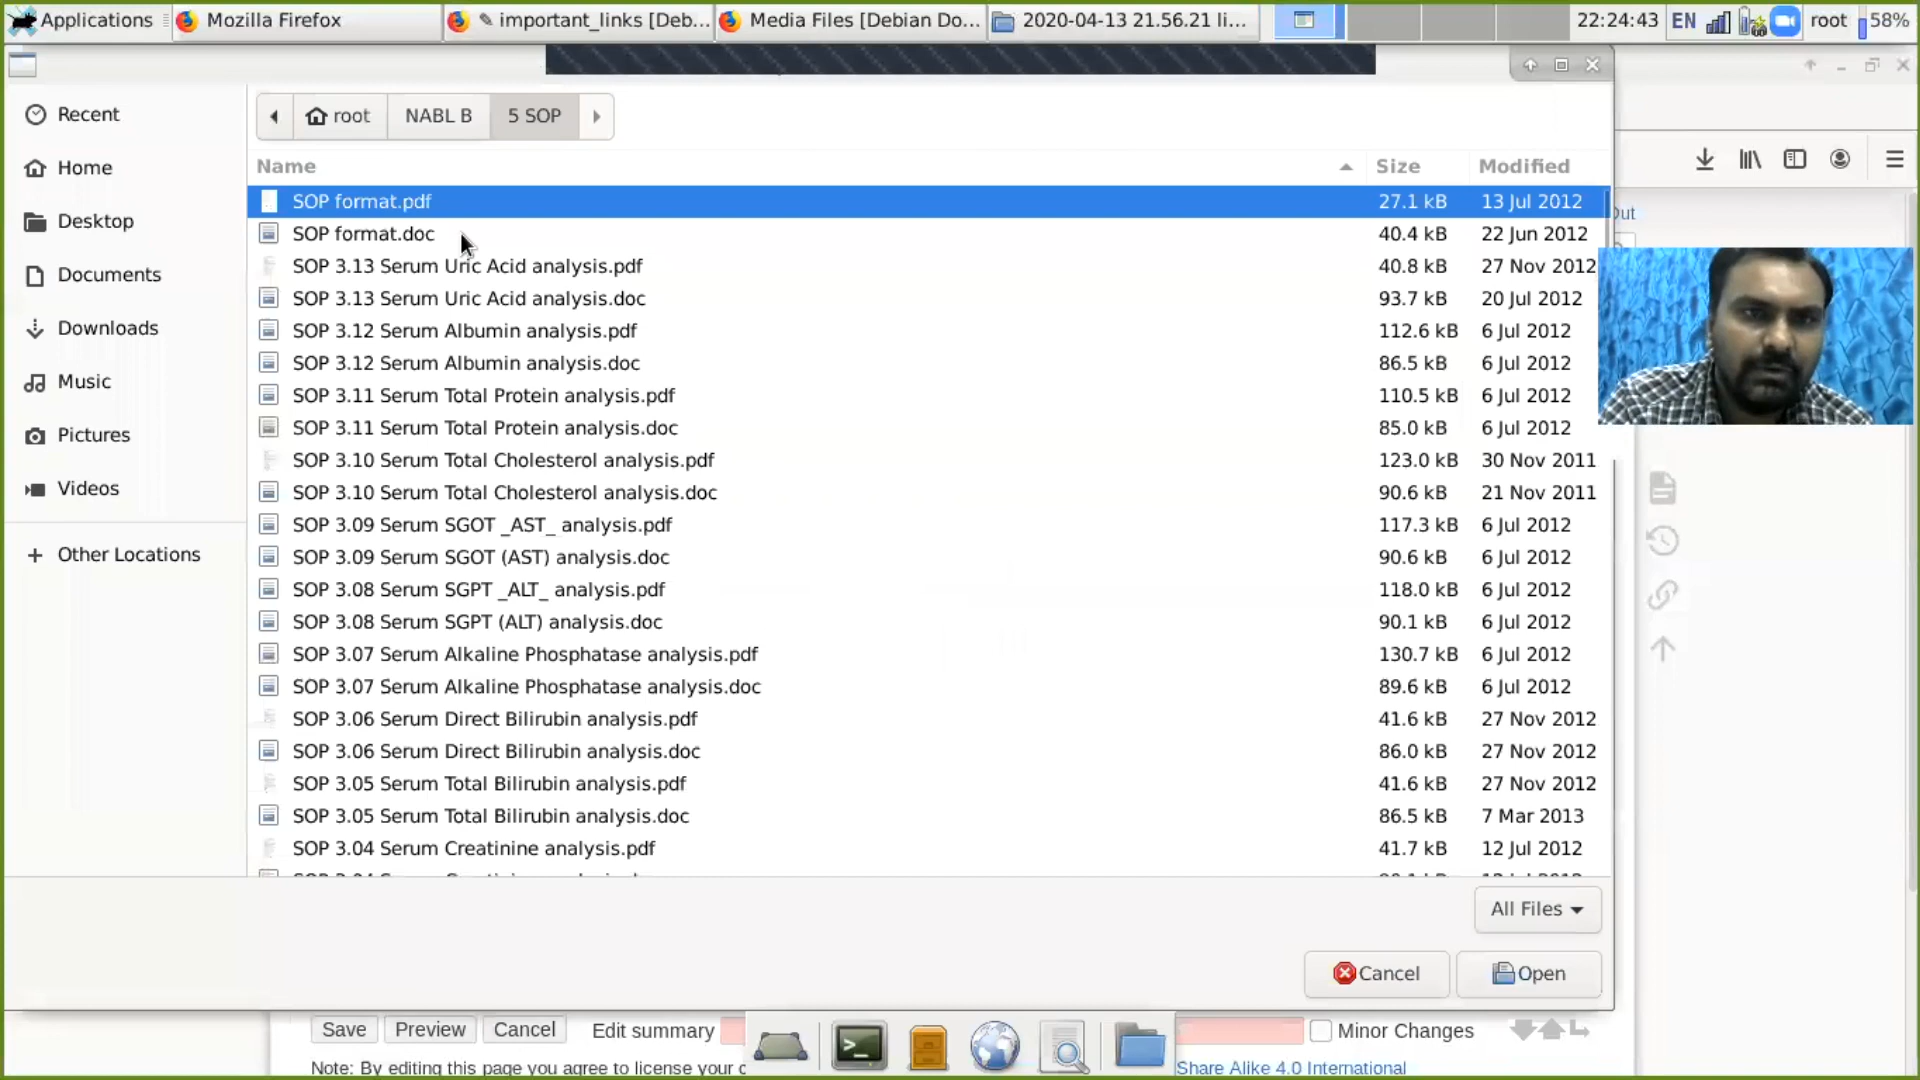 Applications
Mozilla Firefox
✎ important_links [Deb...
Media Files [Debian Do...
2020-04-13 21.56.21 li...
22:24:43
EN
root
58%
Recent
Home
Desktop
Documents
Downloads
Music
Pictures
Videos
+ Other Locations
root
NABL B
5 SOP
Name Size Modified
SOP format.pdf 27.1 kB 13 Jul 2012
SOP format.doc 40.4 kB 22 Jun 2012
SOP 3.13 Serum Uric Acid analysis.pdf 40.8 kB 27 Nov 2012
SOP 3.13 Serum Uric Acid analysis.doc 93.7 kB 20 Jul 2012
SOP 3.12 Serum Albumin analysis.pdf 112.6 kB 6 Jul 2012
SOP 3.12 Serum Albumin analysis.doc 86.5 kB 6 Jul 2012
SOP 3.11 Serum Total Protein analysis.pdf 110.5 kB 6 Jul 2012
SOP 3.11 Serum Total Protein analysis.doc 85.0 kB 6 Jul 2012
SOP 3.10 Serum Total Cholesterol analysis.pdf 123.0 kB 30 Nov 2011
SOP 3.10 Serum Total Cholesterol analysis.doc 90.6 kB 21 Nov 2011
SOP 3.09 Serum SGOT _AST_ analysis.pdf 117.3 kB 6 Jul 2012
SOP 3.09 Serum SGOT (AST) analysis.doc 90.6 kB 6 Jul 2012
SOP 3.08 Serum SGPT _ALT_ analysis.pdf 118.0 kB 6 Jul 2012
SOP 3.08 Serum SGPT (ALT) analysis.doc 90.1 kB 6 Jul 2012
SOP 3.07 Serum Alkaline Phosphatase analysis.pdf 130.7 kB 6 Jul 2012
SOP 3.07 Serum Alkaline Phosphatase analysis.doc 89.6 kB 6 Jul 2012
SOP 3.06 Serum Direct Bilirubin analysis.pdf 41.6 kB 27 Nov 2012
SOP 3.06 Serum Direct Bilirubin analysis.doc 86.0 kB 27 Nov 2012
SOP 3.05 Serum Total Bilirubin analysis.pdf 41.6 kB 27 Nov 2012
SOP 3.05 Serum Total Bilirubin analysis.doc 86.5 kB 7 Mar 2013
SOP 3.04 Serum Creatinine analysis.pdf 41.7 kB 12 Jul 2012
All Files
Cancel
Open
Save
Preview
Cancel
Edit summary
Minor Changes
Note: By editing this page you agree to license your
Share Alike 4.0 International